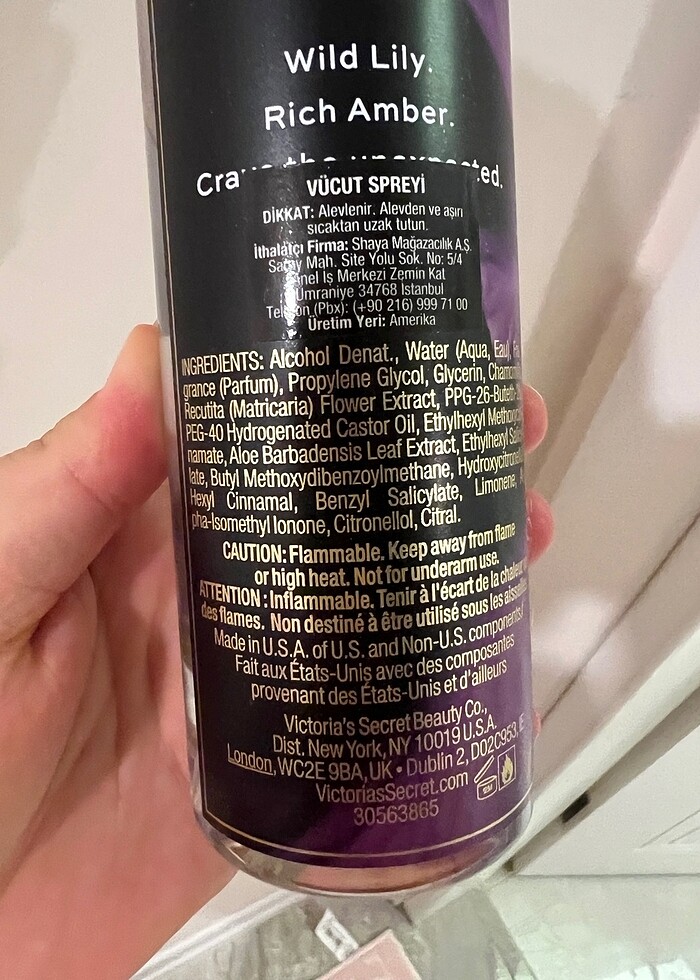 Wild Lily.
Rich Amber.
the unexpected.
VÜCUT SPREYİ
DİKKAT: Alevlenir. Alevden ve aşırı
sıcaktan uzak tutun.
İthalatçı Firma: Shaya Mağazacılık A.Ş.
Mah. Site Yolu Sok. No: 5/4
İş Merkezi Zemin Kat
Ümraniye 34768 İstanbul
(Pbx): (+90 216) 999 71 00
Üretim Yeri: Amerika
INGREDIENTS: Alcohol Denat., Water (Aqua, Eau),
grance (Parfum), Propylene Glycol, Glycerin,
Recutita (Matricaria) Flower Extract,
PEG-40 Hydrogenated Castor Oil, Ethylhexyl
namate, Aloe Barbadensis Leaf Extract, Ethylhexyl
late, Butyl Methoxydibenzoylmethane,
Hexyl Cinnamal, Benzyl Salicylate, Limonene,
pha-Isomethyl Ionone, Citronellol, Citral.
CAUTION: Flammable. Keep away from flame
or high heat. Not for underarm use.
ATTENTION : Inflammable. Tenir à l'écart de la chaleur
des flames. Non destiné à être utilisé sous les aisselles
Made in U.S.A. of U.S. and Non-U.S. components/
Fait aux États-Unis avec des composantes
provenant des États-Unis et d'ailleurs
Victoria's Secret Beauty Co.,
Dist. New York, NY 10019 U.S.A.
London, WC2E 9BA, UK • Dublin 2, D02C953, IE
VictoriasSecret.com
30563865